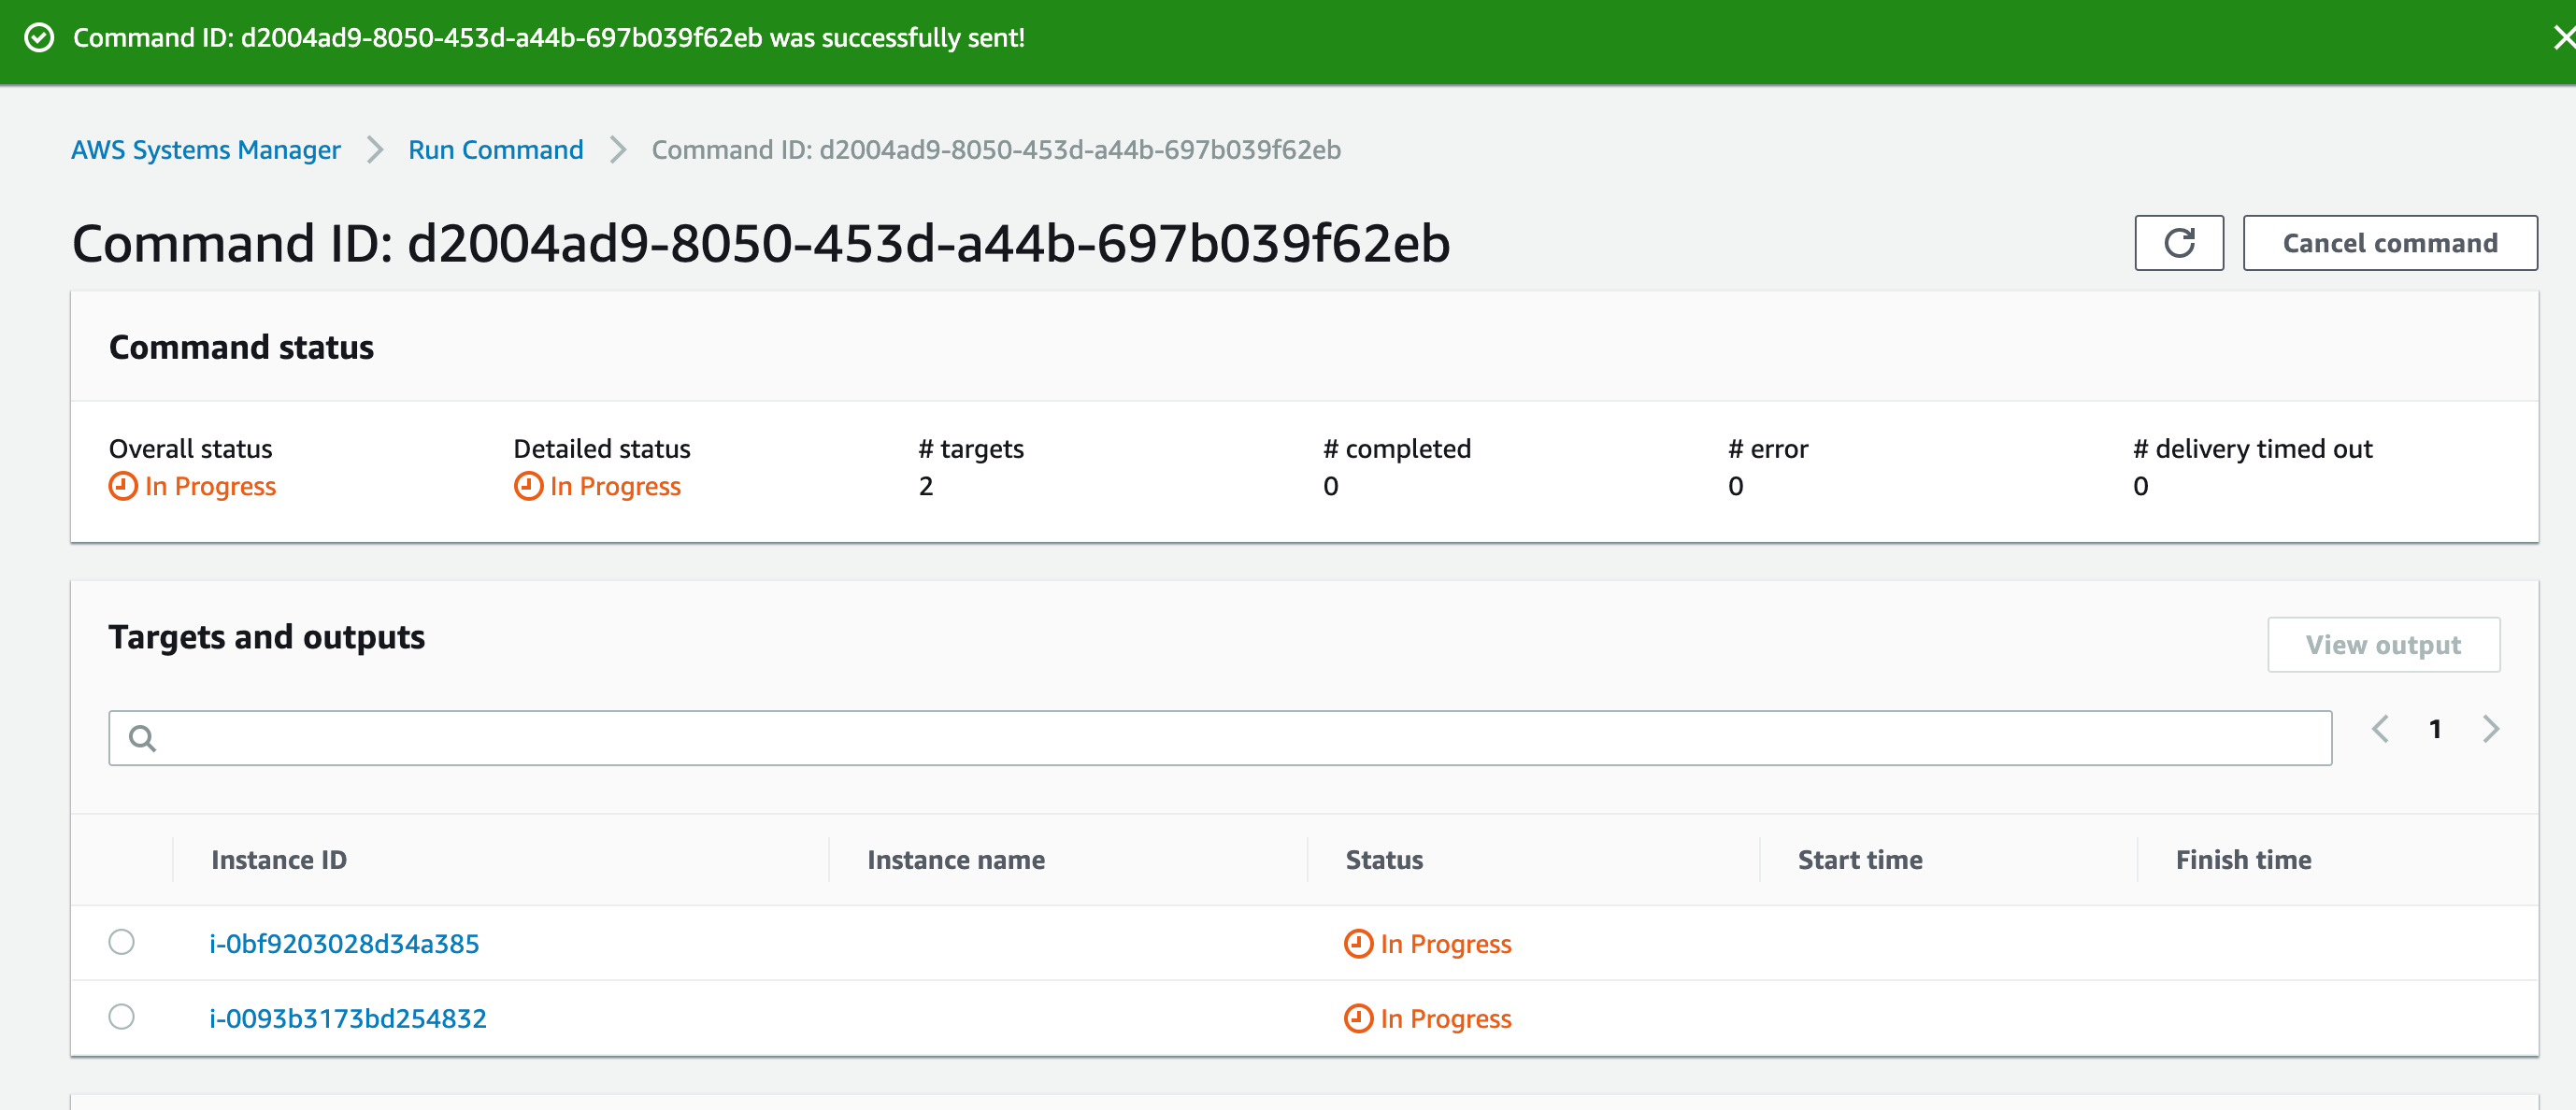 Command ID: d2004ad9-8050-453d-a44b-697b039f62eb was successfully sent!
AWS Systems Manager > Run Command > Command ID: d2004ad9-8050-453d-a44b-697b039f62eb
Command ID: d2004ad9-8050-453d-a44b-697b039f62eb
Cancel command
Command status
Overall status Detailed status # targets # completed # error # delivery timed out
In Progress In Progress 2 0 0 0
Targets and outputs
View output
1
Instance ID Instance name Status Start time Finish time
i-0bf9203028d34a385 In Progress
i-0093b3173bd254832 In Progress